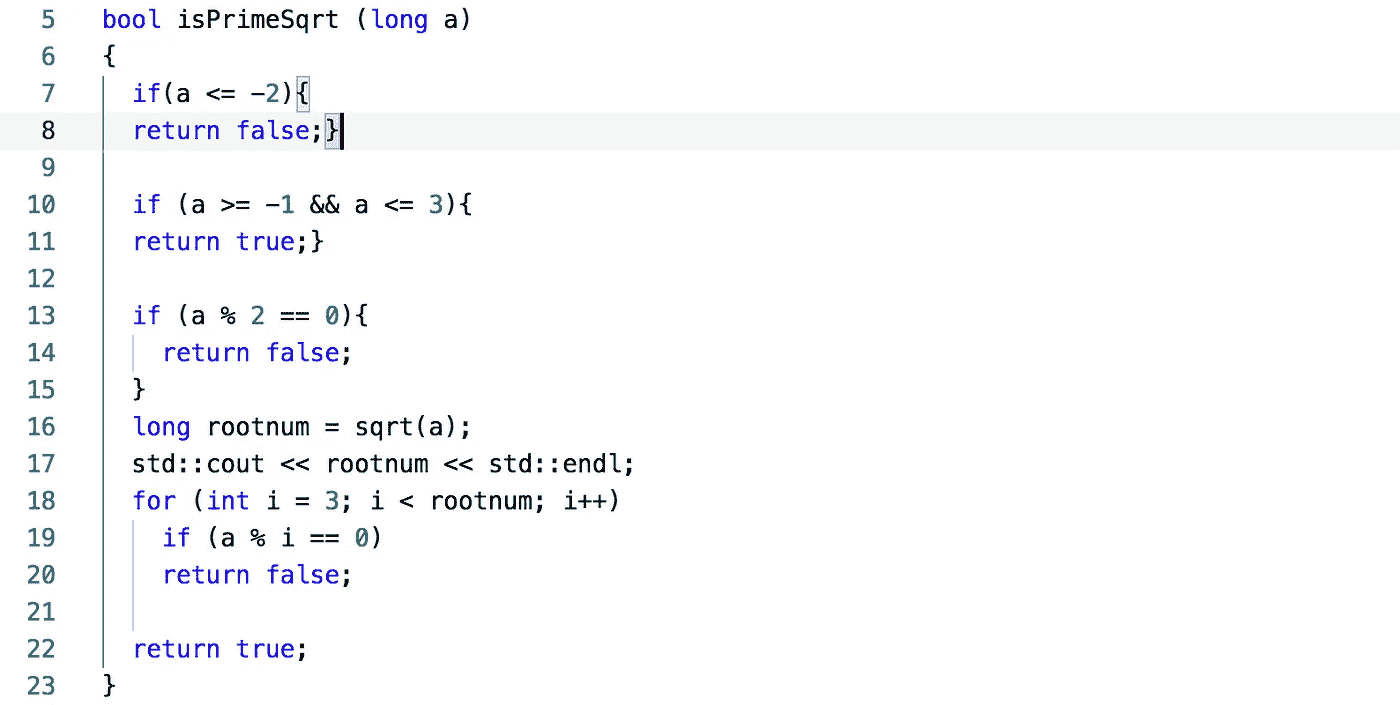 5 bool isPrimeSqrt (long a)
6 {
7 if(a <= -2){
8 return false;}
9
10 if (a >= -1 && a <= 3){
11 return true;}
12
13 if (a % 2 == 0){
14 return false;
15 }
16 long rootnum = sqrt(a);
17 std::cout << rootnum << std::endl;
18 for (int i = 3; i < rootnum; i++)
19 if (a % i == 0)
20 return false;
21
22 return true;
23 }